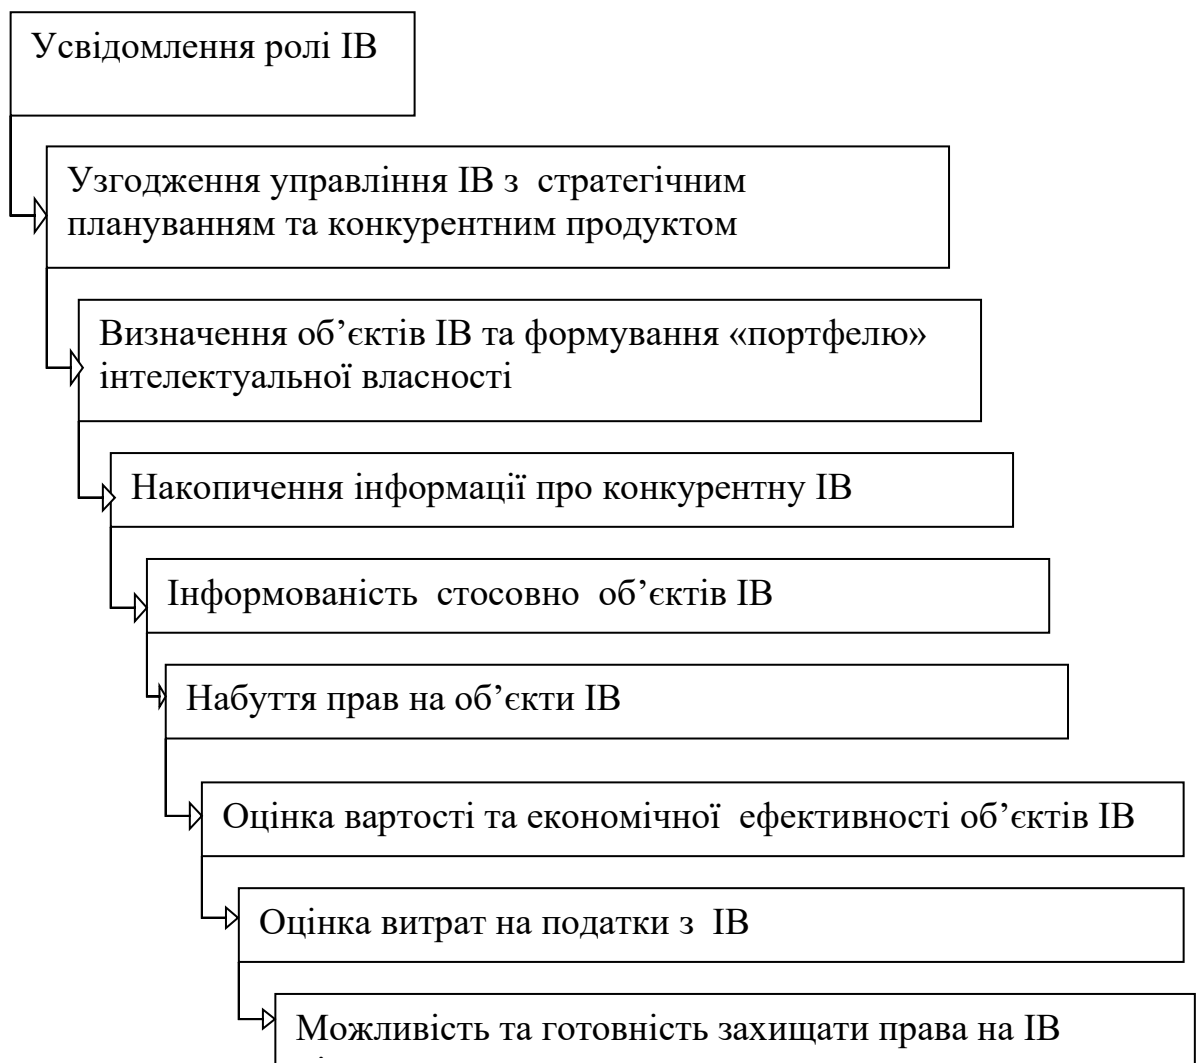 Усвідомлення ролі ІВ
Узгодження управління ІВ з стратегічним
плануванням та конкурентним продуктом
Визначення об’єктів ІВ та формування «портфелю»
інтелектуальної власності
Накопичення інформації про конкурентну ІВ
Інформованість стосовно об’єктів ІВ
Набуття прав на об’єкти ІВ
Оцінка вартості та економічної ефективності об’єктів ІВ
Оцінка витрат на податки з ІВ
Можливість та готовність захищати права на ІВ